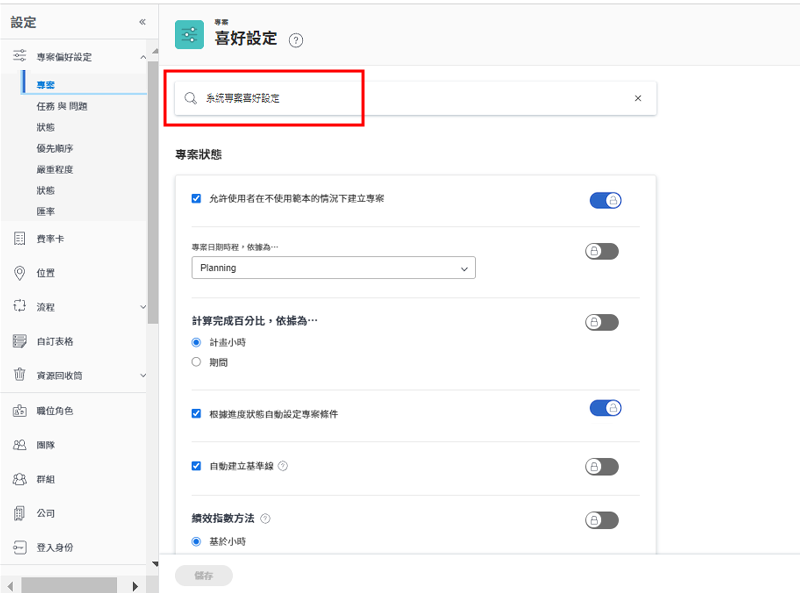 設定
專案偏好設定
專案
任務 與 問題
狀態
優先順序
嚴重程度
狀態
匯率
費率卡
位置
流程
自訂表格
資源回收筒
職位角色
團隊
群組
公司
登入身份
專案
喜好設定
系統專案喜好設定
專案狀態
允許使用者在不使用範本的情況下建立專案
專案日期時程，依據為…
Planning
計算完成百分比，依據為…
計畫小時
期間
根據進度狀態自動設定專案條件
自動建立基準線
績效指數方法
基於小時
儲存